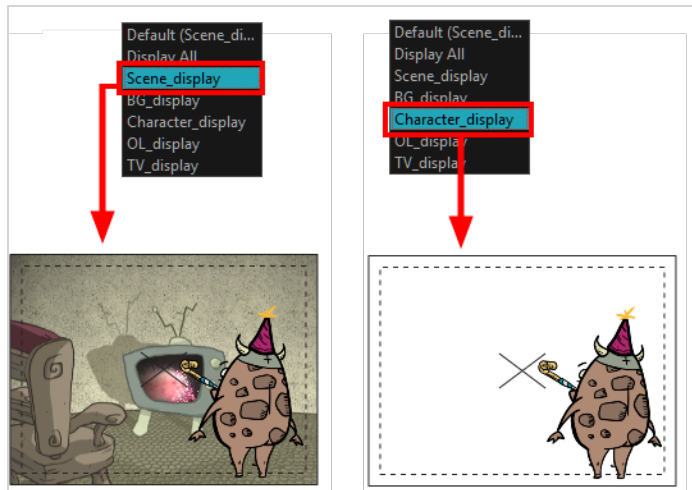 Default (Scene_di...
Display All
Scene_display
BG_display
Character_display
OL_display
TV_display
Default (Scene_di...
Display All
Scene_display
BG_display
Character_display
OL_display
TV_display